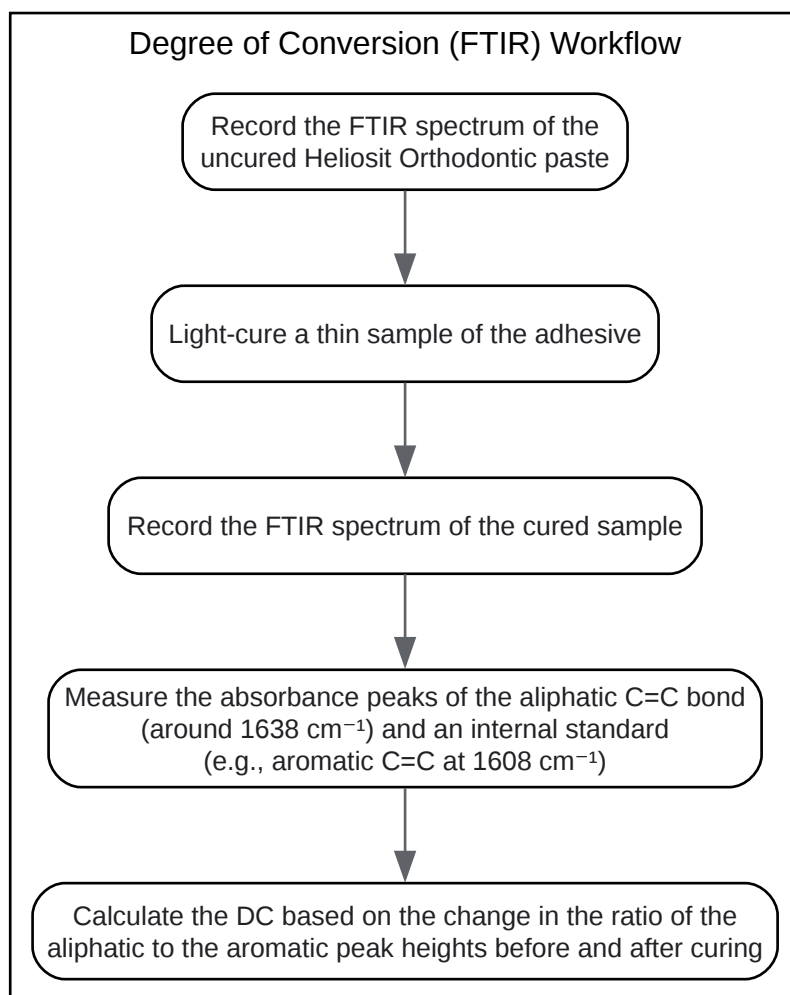 Degree of Conversion (FTIR) Workflow
Record the FTIR spectrum of the
uncured Heliosit Orthodontic paste
Light-cure a thin sample of the adhesive
Record the FTIR spectrum of the cured sample
Measure the absorbance peaks of the aliphatic C=C bond
(around 1638 cm⁻¹) and an internal standard
(e.g., aromatic C=C at 1608 cm⁻¹)
Calculate the DC based on the change in the ratio of the
aliphatic to the aromatic peak heights before and after curing